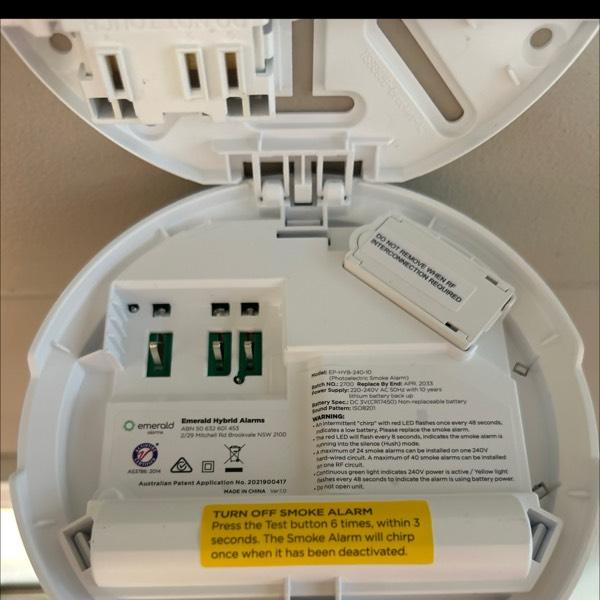 DO NOT REMOVE WHEN RF
INTERCONNECTION REQUIRED
Model: EP-HYB-240-10
(Photoelectric Smoke Alarm)
Batch NO.: 2700 Replace By End: APR, 2033
Power Supply: 220-240V AC 50Hz with 10 years
lithium battery back up
Battery Spec.: DC 3V(CR17450) Non-replaceable battery
Sound Pattern: ISO8201
WARNING:
• An intermittent "chirp" with red LED flashes once every 48 seconds,
indicates a low battery, Please replace the smoke alarm.
• The red LED will flash every 8 seconds, indicates the smoke alarm is
running into the silence (Hush) mode.
• A maximum of 24 smoke alarms can be installed on one 240V
hard-wired circuit. A maximum of 40 smoke alarms can be installed
on one RF circuit.
• Continuous green light indicates 240V power is active / Yellow light
flashes every 48 seconds to indicate the alarm is using battery power.
• Do not open unit.
emerald
alarms
Emerald Hybrid Alarms
ABN 50 632 601 453
2/29 Mitchell Rd Brookvale NSW 2100
AS3786: 2014
Australian Patent Application No. 2021900417
MADE IN CHINA Ver 1.0
TURN OFF SMOKE ALARM
Press the Test button 6 times, within 3
seconds. The Smoke Alarm will chirp
once when it has been deactivated.